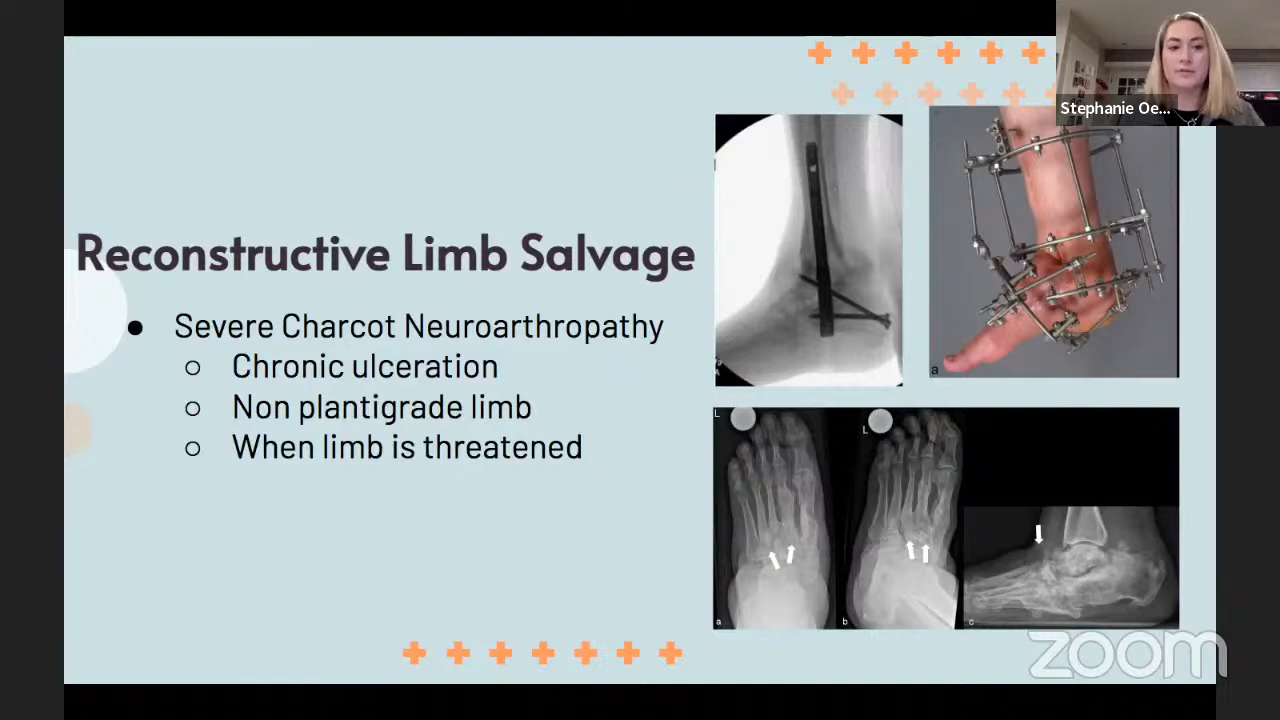 Stephanie Oe...
Reconstructive Limb Salvage
● Severe Charcot Neuroarthropathy
○ Chronic ulceration
○ Non plantigrade limb
○ When limb is threatened
a
L
L
a
b
c
zoom